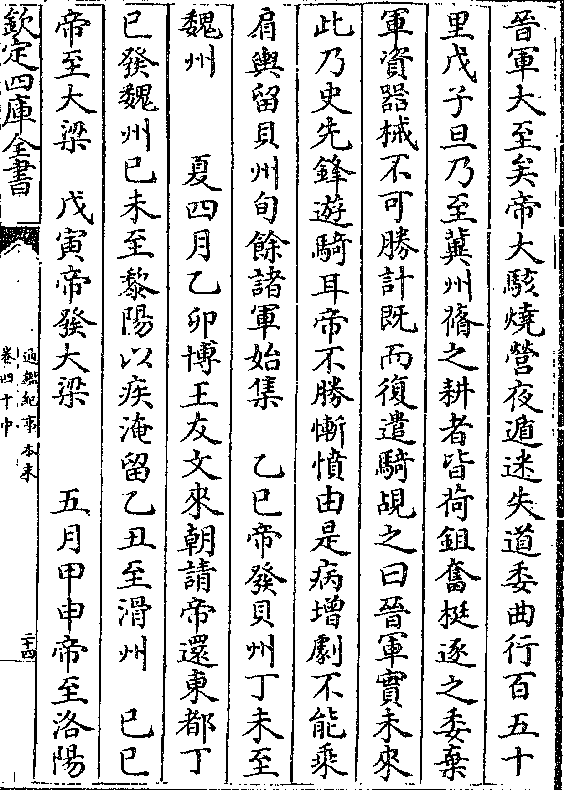 晉軍大至矣帝大駭燒營夜遁迷失道委曲行百五十
里戊子旦乃至冀州蓨之耕者皆荷鉏奮梃逐之委棄
軍資器械不可勝計既而復遣騎覘之曰晉軍實未來
此乃史先鋒遊騎耳帝不勝慚憤由是病增劇不能乘
肩輿留貝州旬餘諸軍始集　乙巳帝發貝州丁未至
魏州　夏四月乙卯博王友文來朝請帝還東都丁
巳發魏州巳未至黎陽以疾淹留乙丑至滑州　巳巳
帝至大梁　戊寅帝發大梁　五月甲申帝至洛陽
欽定四庫全書
通鑑紀事本末
卷四十中
二十四